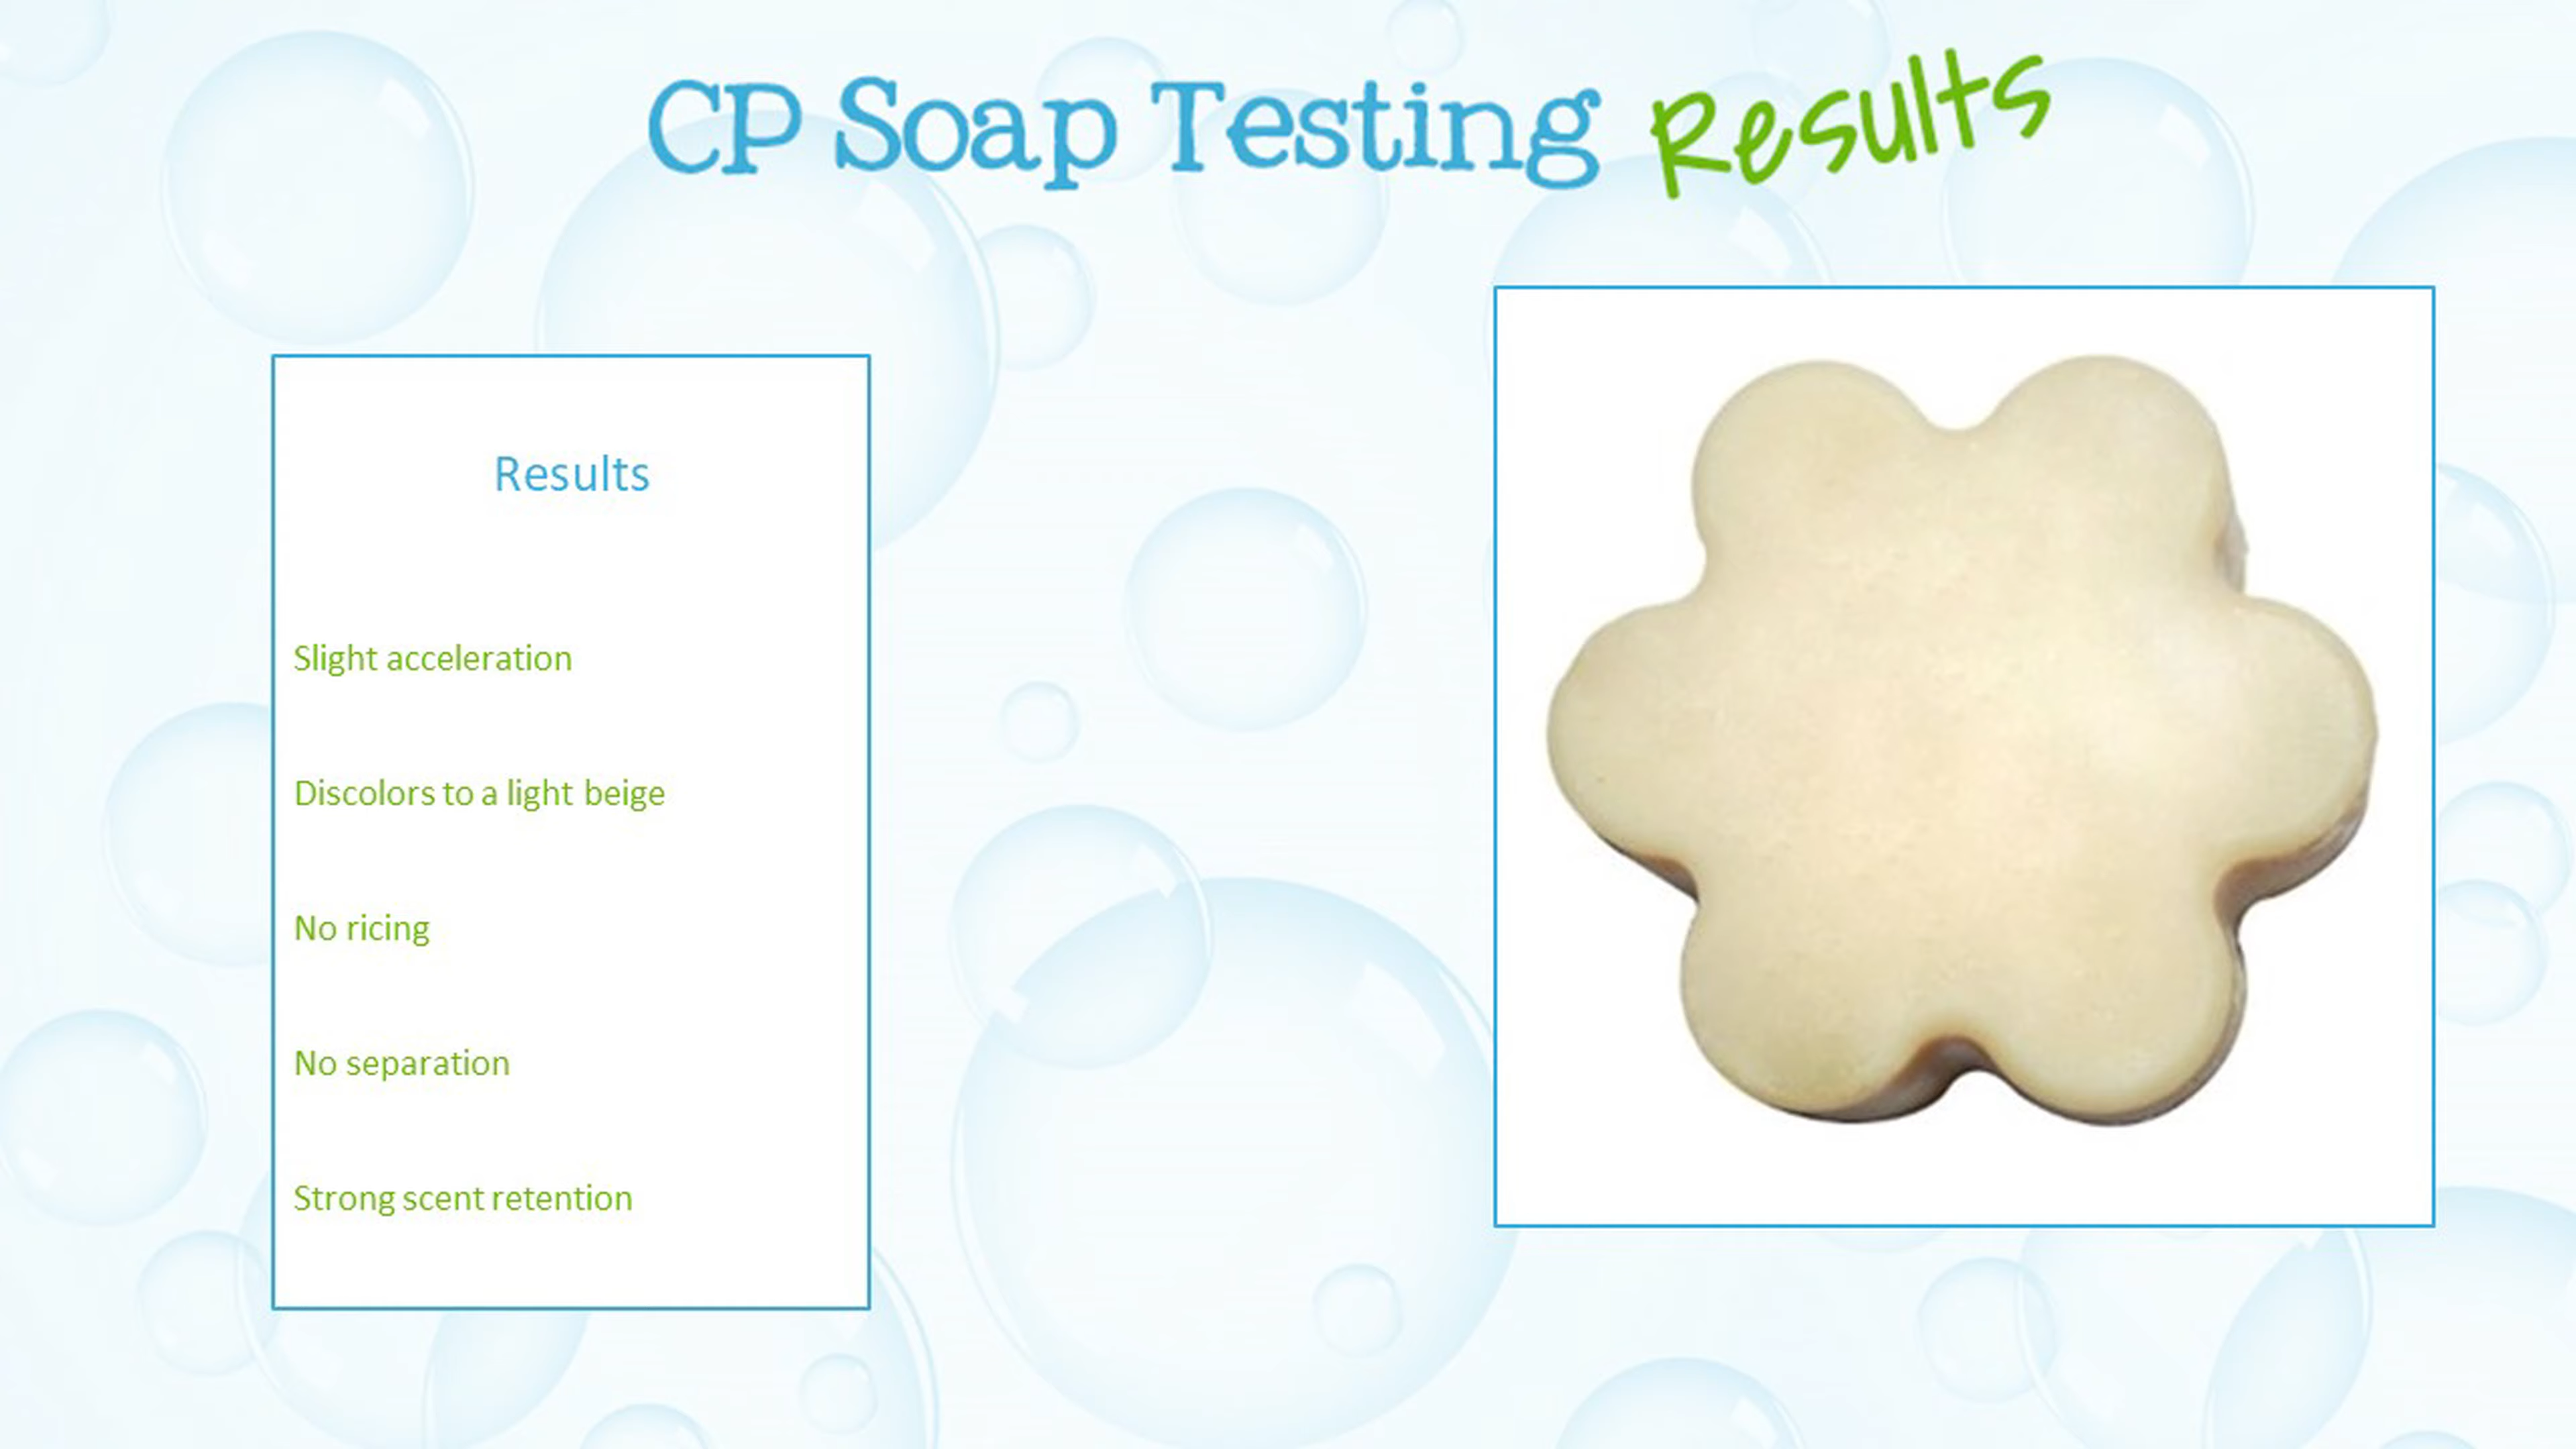 CP Soap Testing Results
Results
Slight acceleration
Discolors to a light beige
No ricing
No separation
Strong scent retention